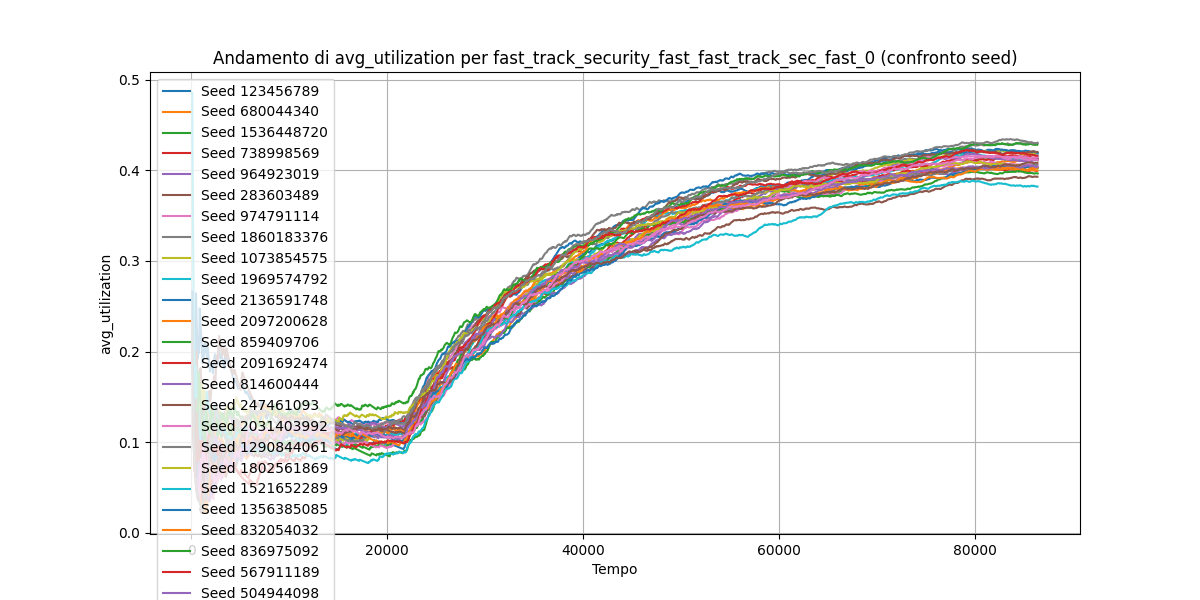 Andamento di avg_utilization per fast_track_security_fast_fast_track_sec_fast_0 (confronto seed)
avg_utilization
0.5
0.4
0.3
0.2
0.1
0.0
Seed 123456789
Seed 680044340
Seed 1536448720
Seed 738998569
Seed 964923019
Seed 283603489
Seed 974791114
Seed 1860183376
Seed 1073854575
Seed 1969574792
Seed 2136591748
Seed 2097200628
Seed 859409706
Seed 2091692474
Seed 814600444
Seed 247461093
Seed 2031403992
Seed 1290844061
Seed 1802561869
Seed 1521652289
Seed 1356385085
Seed 832054032
Seed 836975092
Seed 567911189
Seed 504944098
0 20000 40000 60000 80000
Tempo